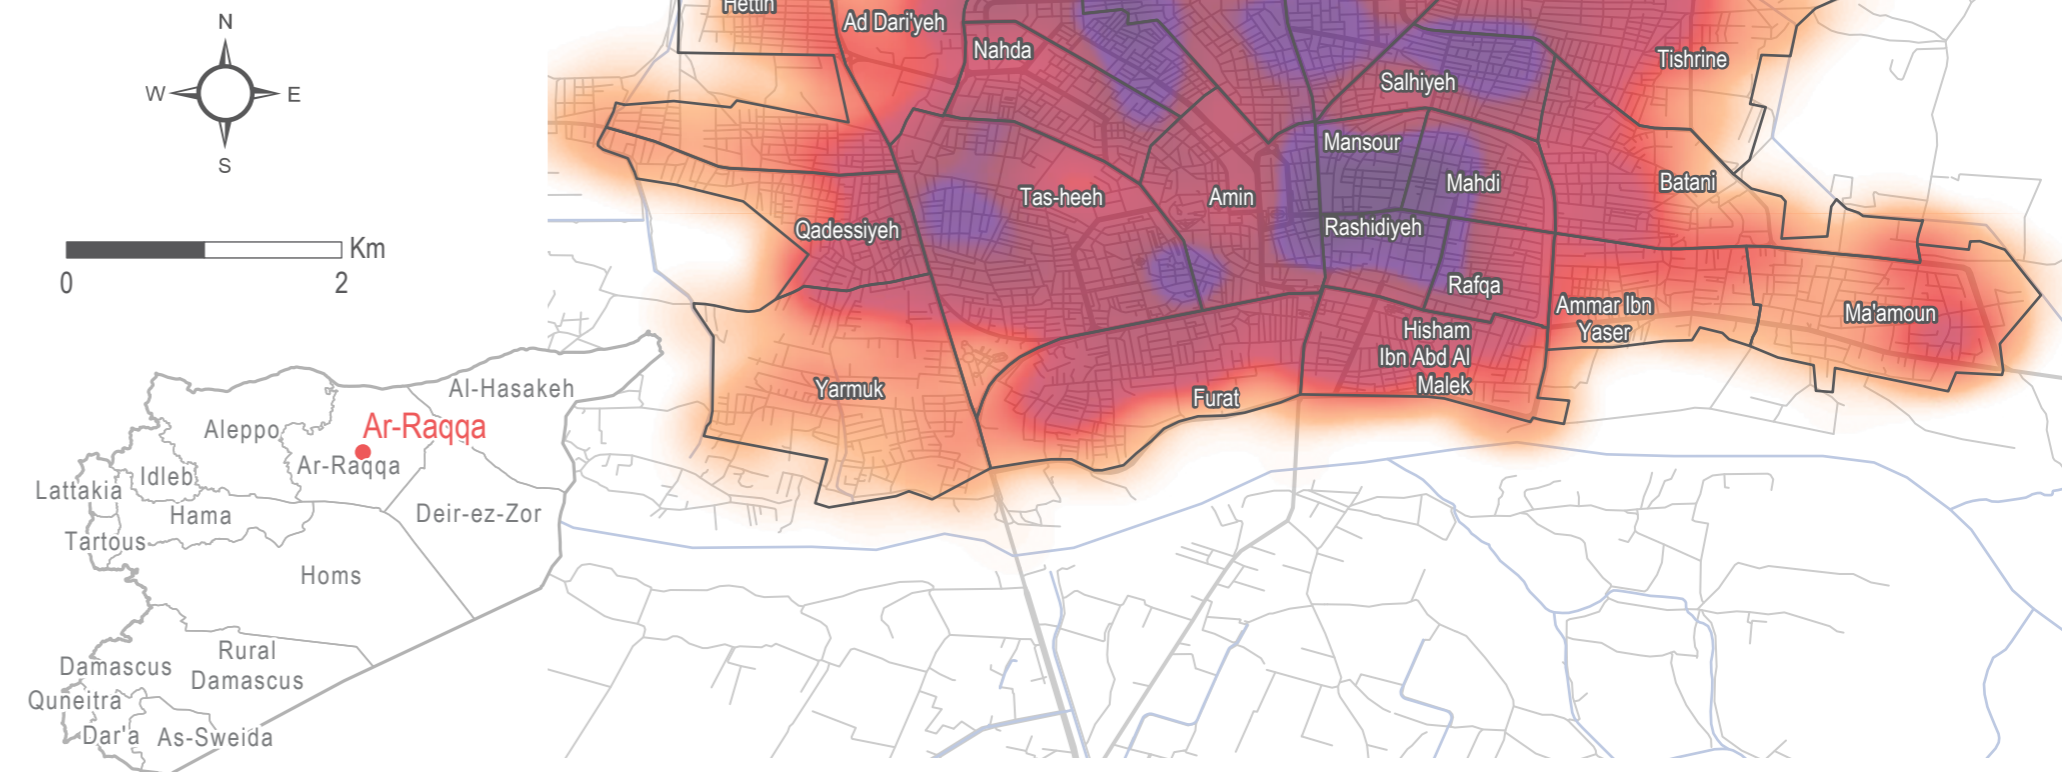 N
W
E
S
Km
0
2
Hettin
Ad Dari'yeh
Nahda
Tishrine
Salhiyeh
Mansour
Mahdi
Tas-heeh
Amin
Batani
Qadessiyeh
Rashidiyeh
Rafqa
Ammar Ibn
Yaser
Ma'amoun
Hisham
Ibn Abd Al
Malek
Yarmuk
Furat
Al-Hasakeh
Aleppo
Ar-Raqqa
Ar-Raqqa
Idleb
Lattakia
Hama
Deir-ez-Zor
Tartous
Homs
Rural
Damascus
Damascus
Quneitra
Dar'a
As-Sweida